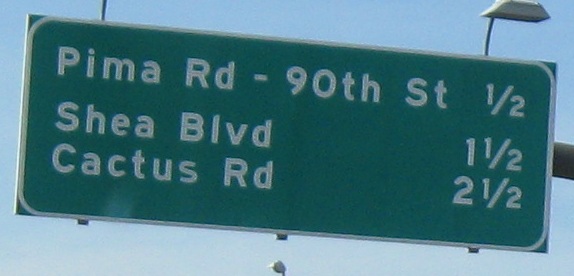 Pima Rd - 90th St 1/2
Shea Blvd 1 1/2
Cactus Rd 2 1/2